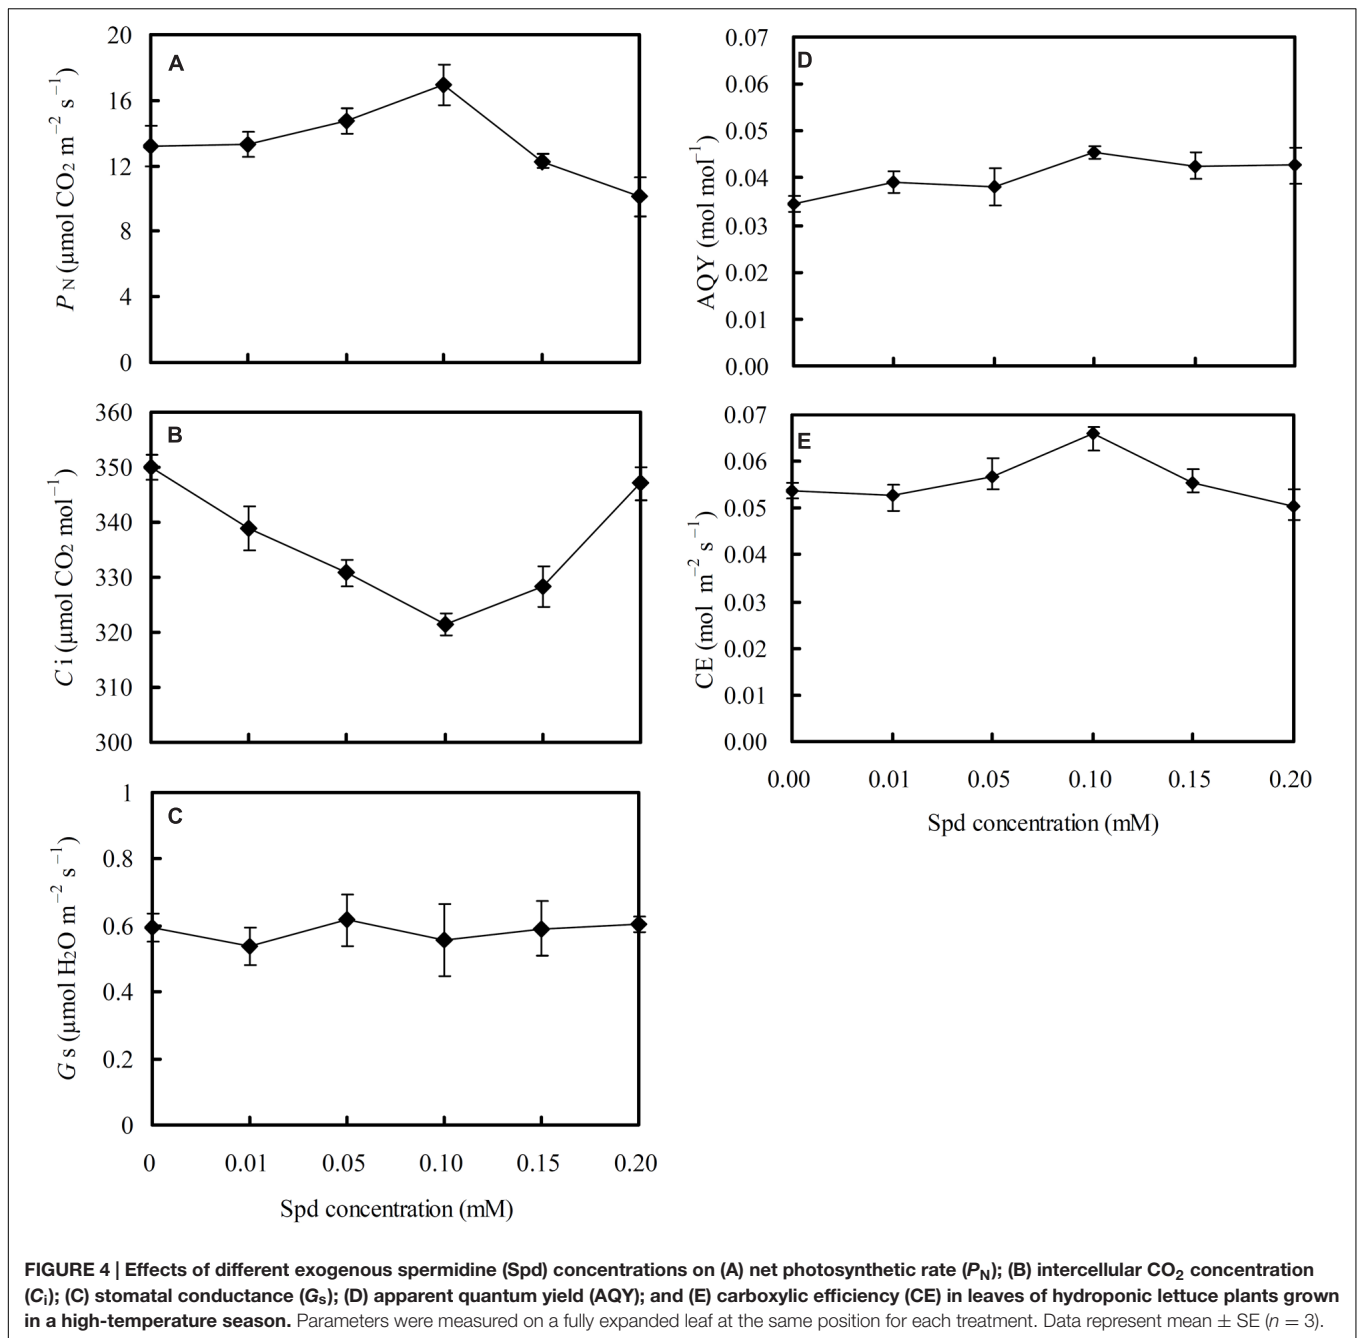 A
20
16
12
8
4
0
P N (μmol CO2 m−2 s−1)
B
360
350
340
330
320
310
300
C i (μmol CO2 mol−1)
C
1
0.8
0.6
0.4
0.2
0
G s (μmol H2O m−2 s−1)
0 0.01 0.05 0.10 0.15 0.20
Spd concentration (mM)
D
0.07
0.06
0.05
0.04
0.03
0.02
0.01
0.00
AQY (mol mol−1)
E
0.07
0.06
0.05
0.04
0.03
0.02
0.01
0.00
CE (mol m−2 s−1)
0.00 0.01 0.05 0.10 0.15 0.20
Spd concentration (mM)
FIGURE 4 | Effects of different exogenous spermidine (Spd) concentrations on (A) net photosynthetic rate (PN); (B) intercellular CO2 concentration
(Ci); (C) stomatal conductance (Gs); (D) apparent quantum yield (AQY); and (E) carboxylic efficiency (CE) in leaves of hydroponic lettuce plants grown
in a high-temperature season. Parameters were measured on a fully expanded leaf at the same position for each treatment. Data represent mean ± SE (n = 3).